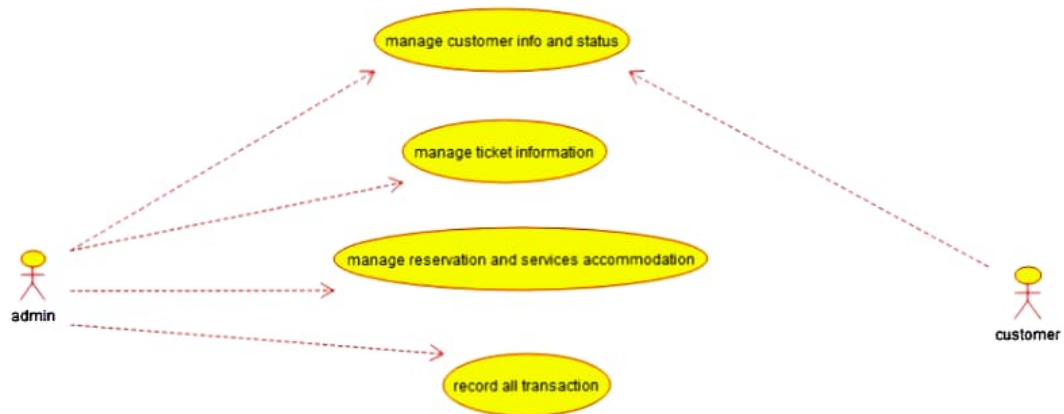 manage customer info and status
manage ticket information
manage reservation and services accommodation
admin
customer
record all transaction